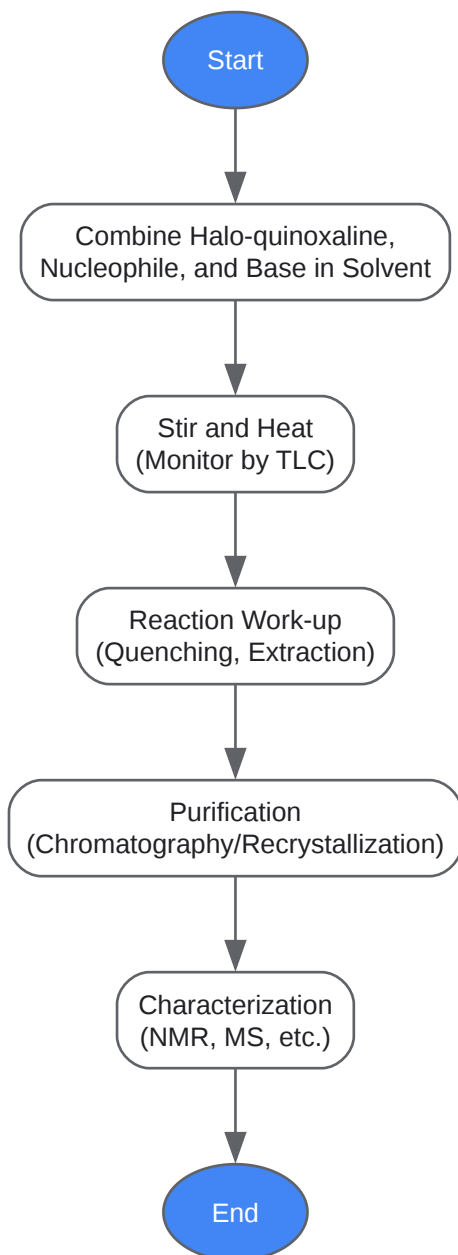 Start
Combine Halo-quinoxaline,
Nucleophile, and Base in Solvent
Stir and Heat
(Monitor by TLC)
Reaction Work-up
(Quenching, Extraction)
Purification
(Chromatography/Recrystallization)
Characterization
(NMR, MS, etc.)
End